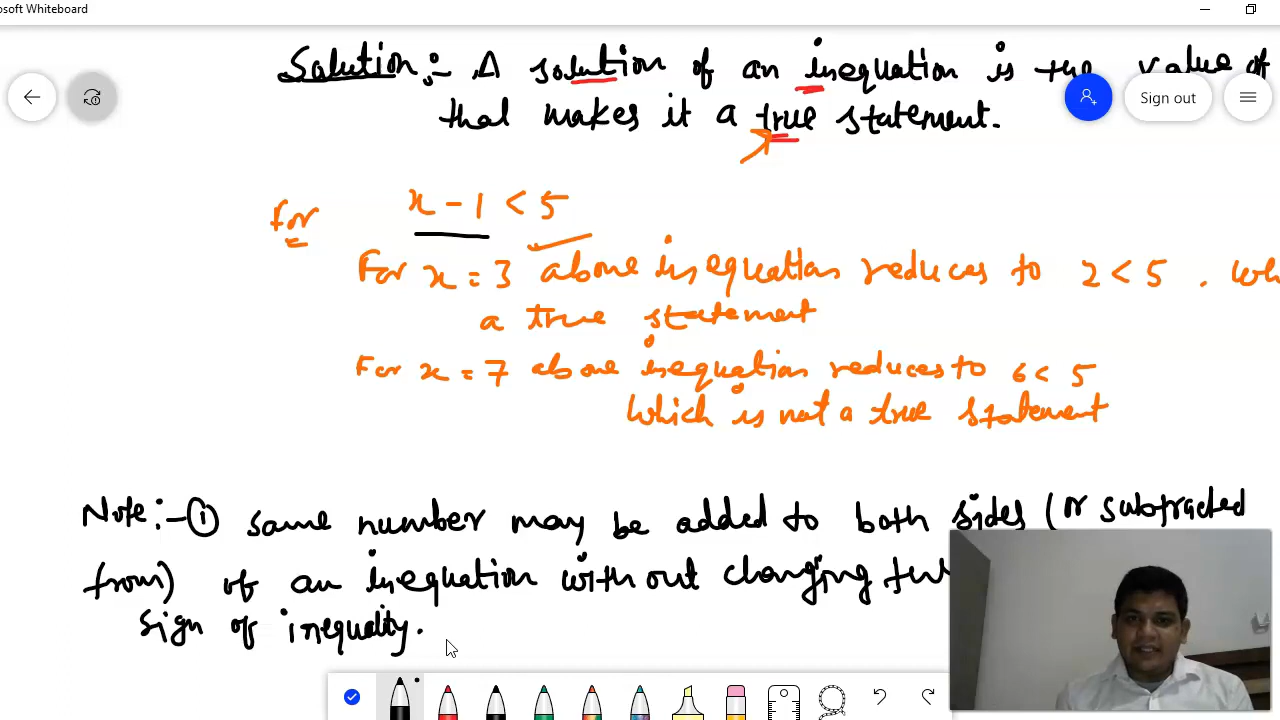 osoft Whiteboard
Sign out
Solution:- A solution of an inequation is the value of
that makes it a true statement.
for x - 1 < 5
For x = 3 above inequation reduces to 2 < 5 . Wh
a true statement
For x = 7 above inequation reduces to 6 < 5
Which is not a true statement
Note:- ① same number may be added to both sides (or subtracted
from) of an inequation without changing the
sign of inequality.